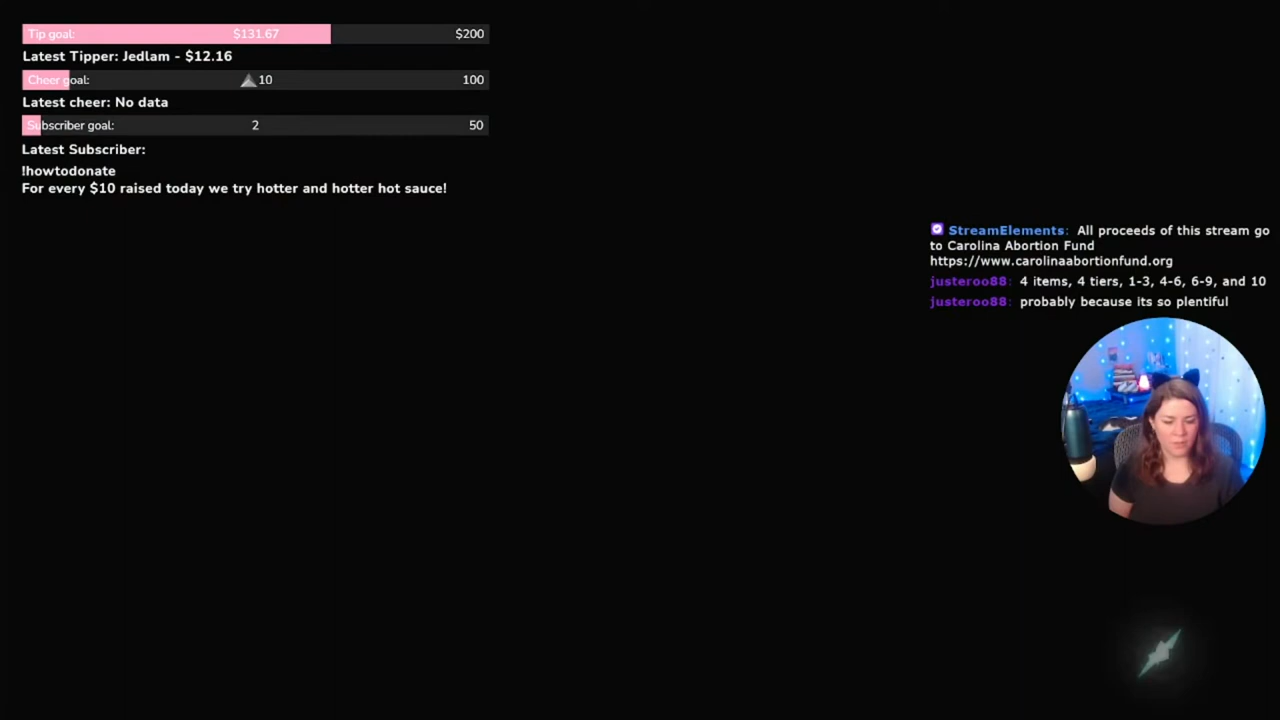 Tip goal: $131.67 $200
Latest Tipper: Jedlam - $12.16
Cheer goal: 10 100
Latest cheer: No data
Subscriber goal: 2 50
Latest Subscriber:
!howtodonate
For every $10 raised today we try hotter and hotter hot sauce!
StreamElements: All proceeds of this stream go
to Carolina Abortion Fund
https://www.carolinaabortionfund.org
justeroo88: 4 items, 4 tiers, 1-3, 4-6, 6-9, and 10
justeroo88: probably because its so plentiful